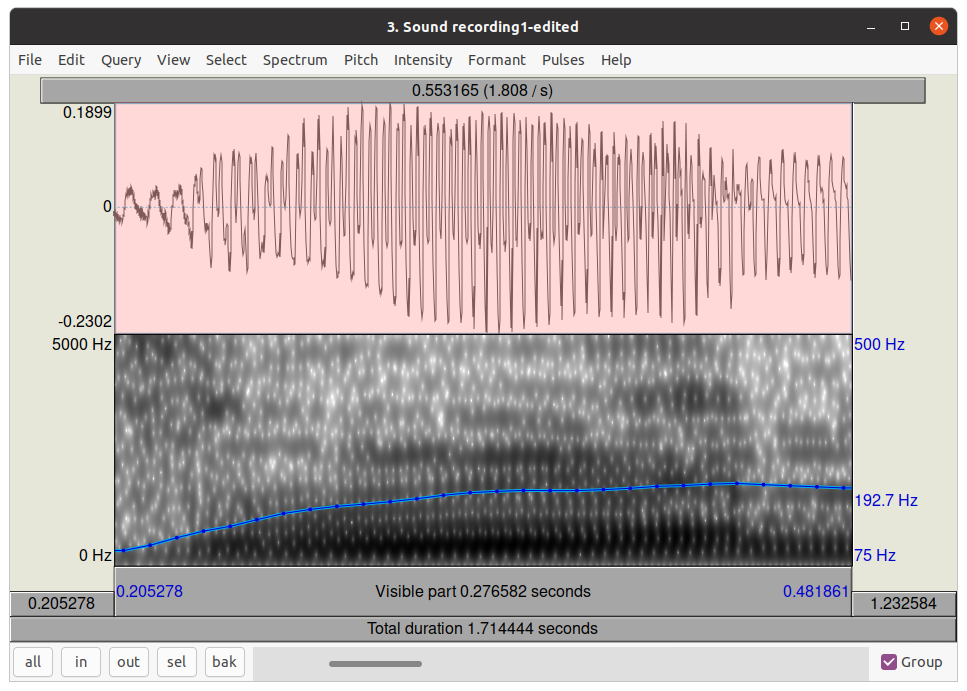 3. Sound recording1-edited
File Edit Query View Select Spectrum Pitch Intensity Formant Pulses Help
0.553165 (1.808 / s)
0.1899
0
-0.2302
5000 Hz 500 Hz
192.7 Hz
0 Hz 75 Hz
0.205278 Visible part 0.276582 seconds 0.481861
0.205278 1.232584
Total duration 1.714444 seconds
all in out sel bak Group